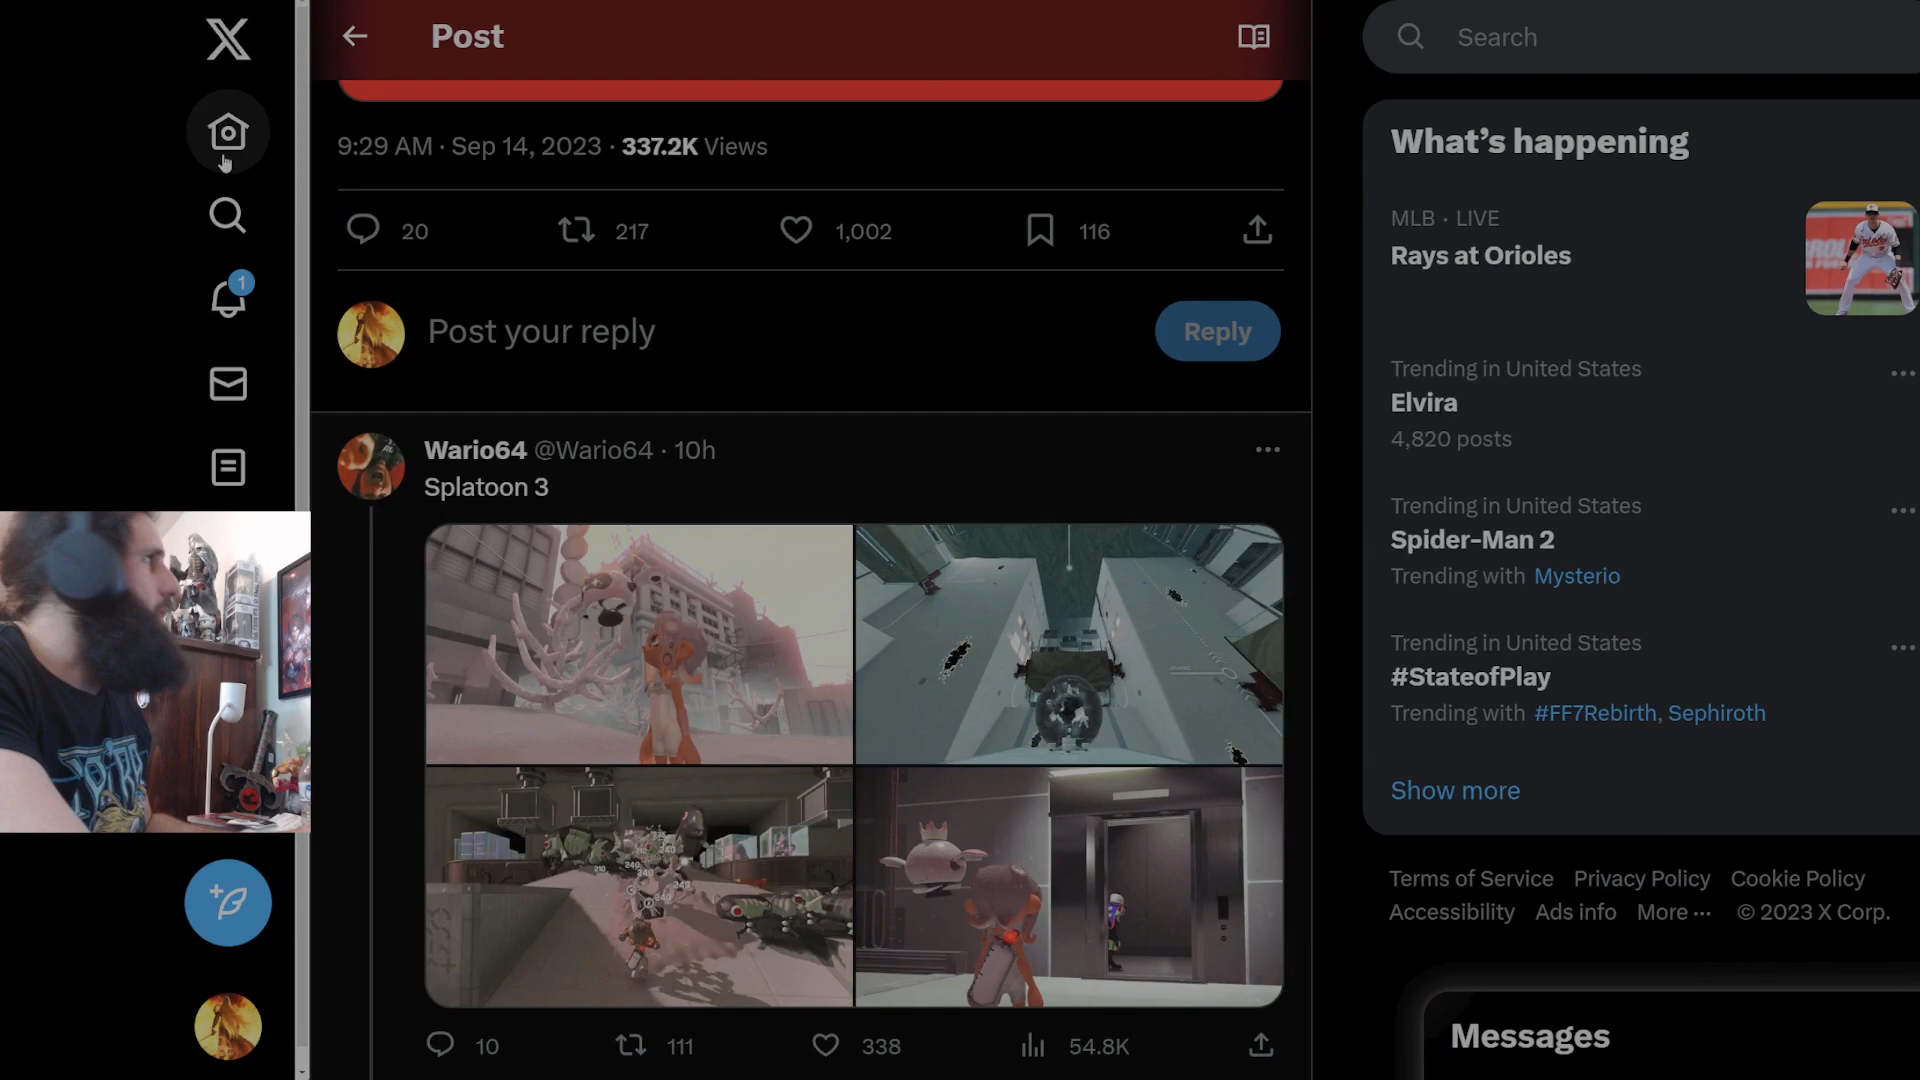 Post
Search
9:29 AM · Sep 14, 2023 · 337.2K Views
20 217 1,002 116
1
Post your reply
Reply
Wario64 @Wario64 · 10h
Splatoon 3
10 111 338 54.8K
What’s happening
MLB · LIVE
Rays at Orioles
Trending in United States
Elvira
4,820 posts
Trending in United States
Spider-Man 2
Trending with Mysterio
Trending in United States
#StateofPlay
Trending with #FF7Rebirth, Sephiroth
Show more
Terms of Service Privacy Policy Cookie Policy
Accessibility Ads info More ··· © 2023 X Corp.
Messages